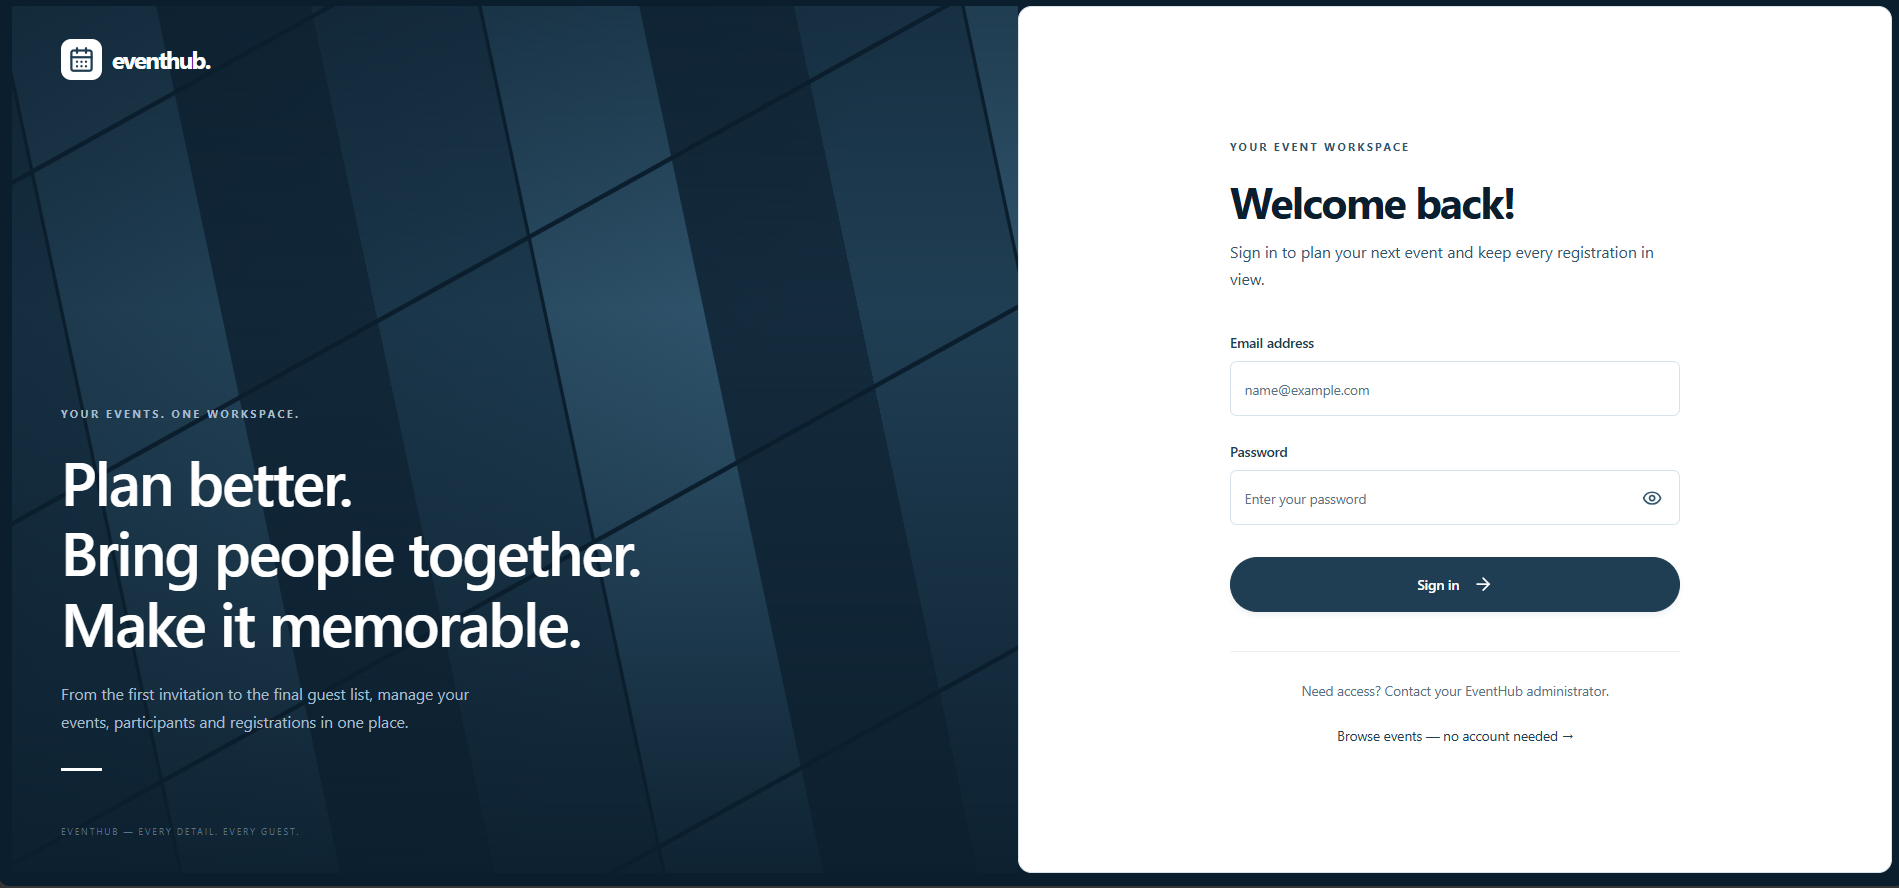 eventhub.
YOUR EVENTS. ONE WORKSPACE.
Plan better.
Bring people together.
Make it memorable.
From the first invitation to the final guest list, manage your
events, participants and registrations in one place.
EVENTHUB — EVERY DETAIL. EVERY GUEST.
YOUR EVENT WORKSPACE
Welcome back!
Sign in to plan your next event and keep every registration in
view.
Email address
name@example.com
Password
Enter your password
Sign in →
Need access? Contact your EventHub administrator.
Browse events — no account needed →